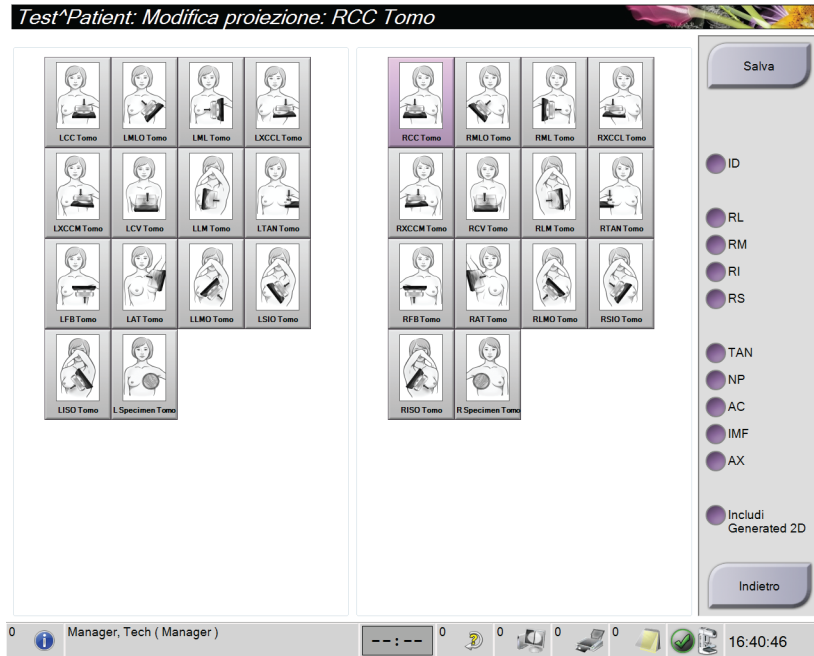 Test^Patient: Modifica proiezione: RCC Tomo
LCC Tomo
LMLO Tomo
LML Tomo
LXCCL Tomo
LXCCM Tomo
LCV Tomo
LLM Tomo
LTAN Tomo
LFB Tomo
LAT Tomo
LLMO Tomo
LSIO Tomo
LISO Tomo
L Specimen Tomo
RCC Tomo
RMLO Tomo
RML Tomo
RXCCL Tomo
RXCCM Tomo
RCV Tomo
RLM Tomo
RTAN Tomo
RFB Tomo
RAT Tomo
RLMO Tomo
RSIO Tomo
RISO Tomo
R Specimen Tomo
Salva
ID
RL
RM
RI
RS
TAN
NP
AC
IMF
AX
Includi
Generated 2D
Indietro
0
Manager, Tech ( Manager )
--:--
0
0
0
0
16:40:46